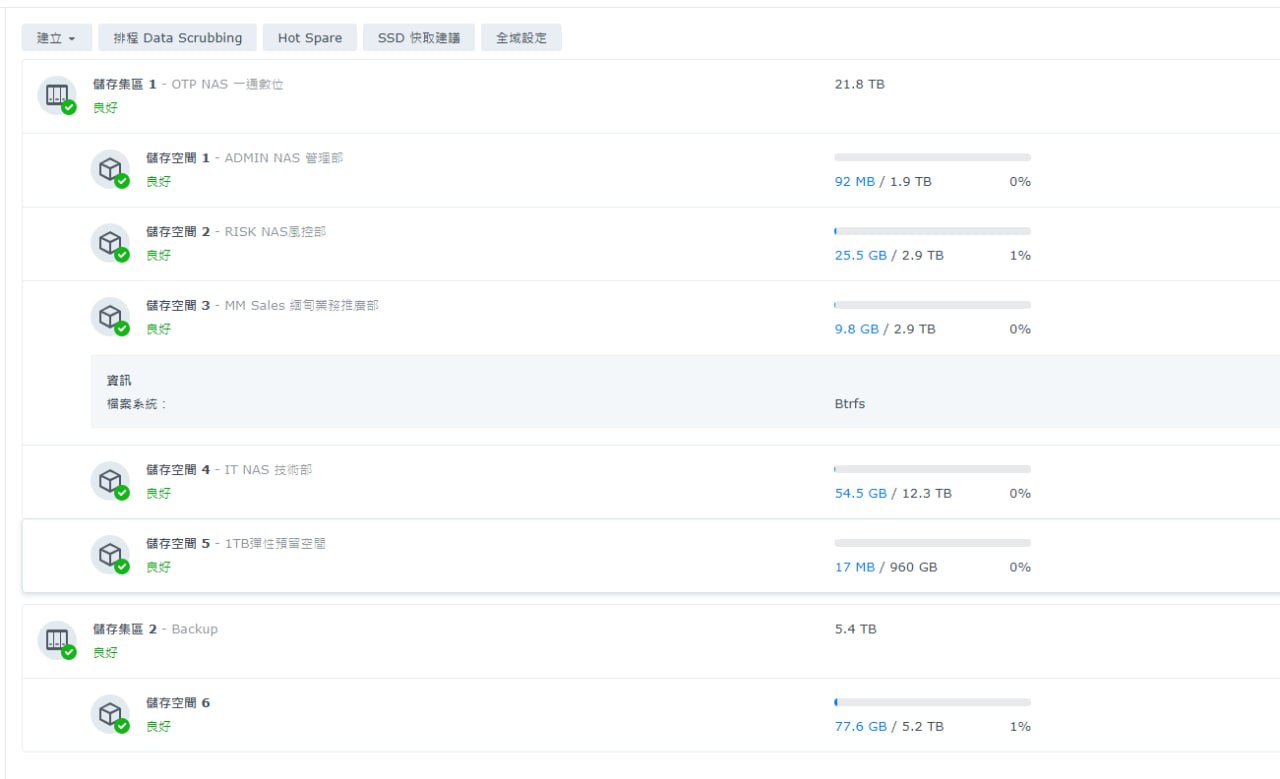 建立
排程 Data Scrubbing
Hot Spare
SSD 快取建議
全域設定
儲存集區 1 - OTP NAS 一通數位
21.8 TB
良好
儲存空間 1 - ADMIN NAS 管理部
良好
92 MB / 1.9 TB 0%
儲存空間 2 - RISK NAS風控部
良好
25.5 GB / 2.9 TB 1%
儲存空間 3 - MM Sales 緬甸業務推廣部
良好
9.8 GB / 2.9 TB 0%
資訊
檔案系統 : Btrfs
儲存空間 4 - IT NAS 技術部
良好
54.5 GB / 12.3 TB 0%
儲存空間 5 - 1TB彈性預留空間
良好
17 MB / 960 GB 0%
儲存集區 2 - Backup
5.4 TB
良好
儲存空間 6
良好
77.6 GB / 5.2 TB 1%